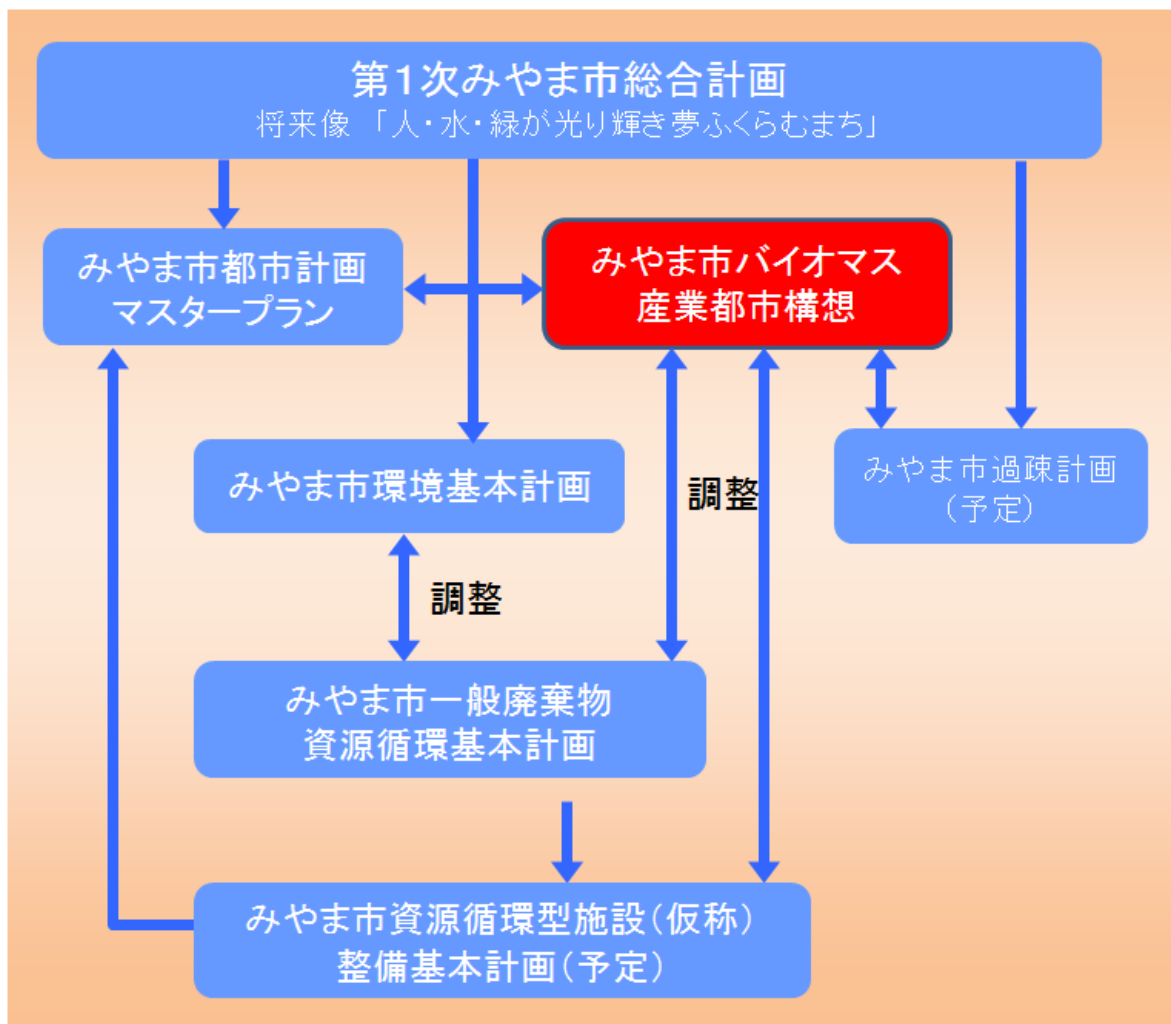 第１次みやま市総合計画
将来像 「人・水・緑が光り輝き夢ふくらむまち」
みやま市都市計画
マスタープラン
みやま市バイオマス
産業都市構想
みやま市環境基本計画
調整
みやま市過疎計画
（予定）
調整
みやま市一般廃棄物
資源循環基本計画
みやま市資源循環型施設（仮称）
整備基本計画（予定）